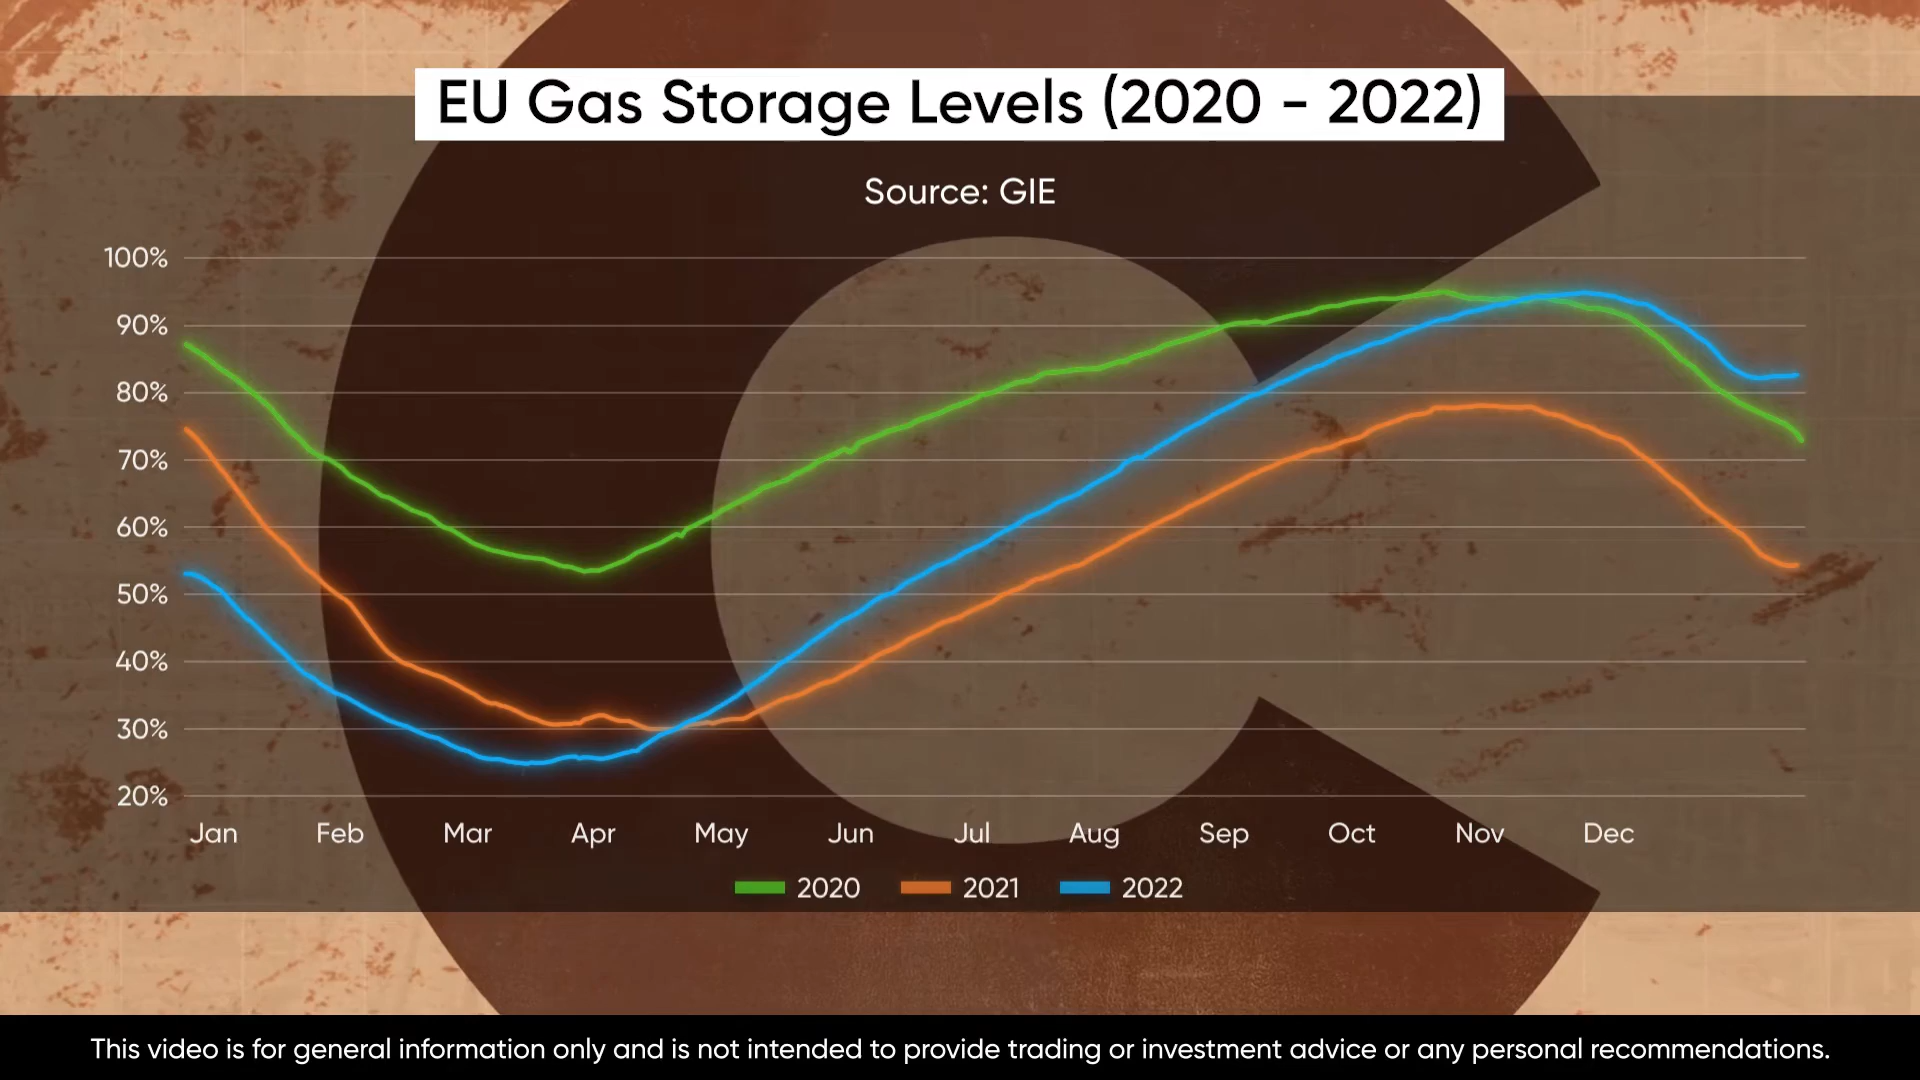 EU Gas Storage Levels (2020 - 2022)
Source: GIE
100%
90%
80%
70%
60%
50%
40%
30%
20%
Jan Feb Mar Apr May Jun Jul Aug Sep Oct Nov Dec
2020 2021 2022
This video is for general information only and is not intended to provide trading or investment advice or any personal recommendations.